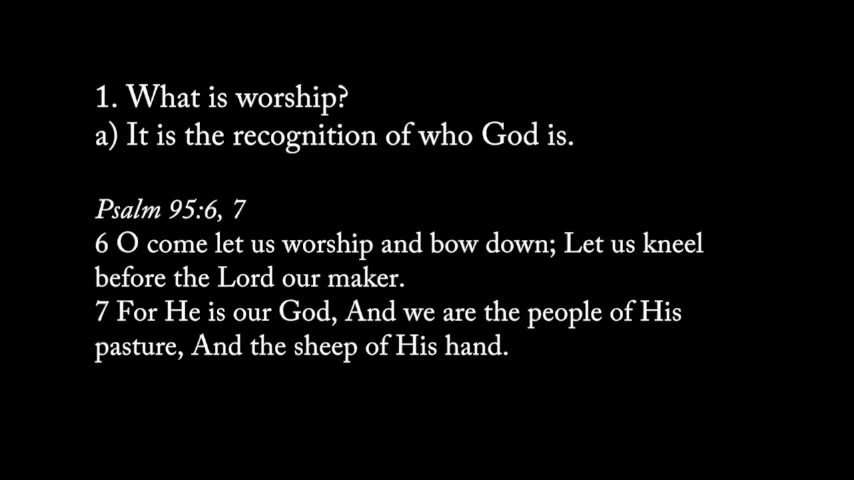 1. What is worship?
a) It is the recognition of who God is.
Psalm 95:6, 7
6 O come let us worship and bow down; Let us kneel
before the Lord our maker.
7 For He is our God, And we are the people of His
pasture, And the sheep of His hand.